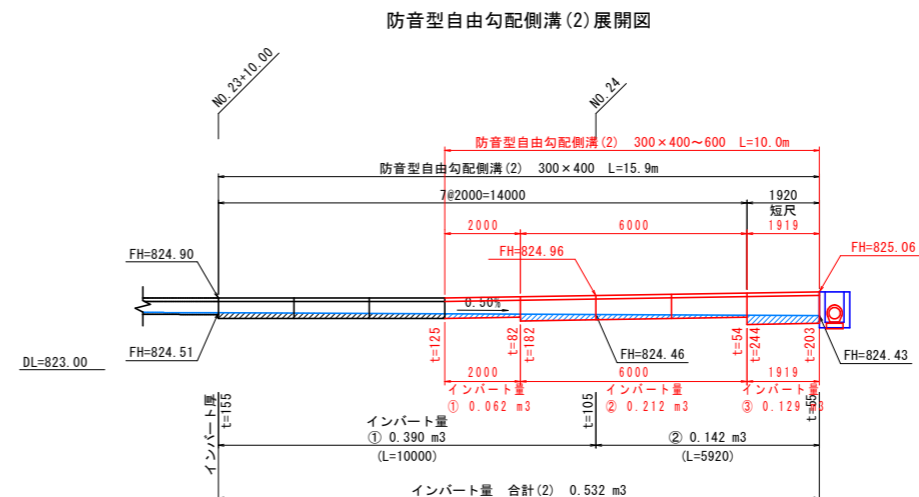 防音型自由勾配側溝(2)展開図
NO.23+10.00
NO.24
防音型自由勾配側溝(2) 300×400～600 L=10.0m
防音型自由勾配側溝(2) 300×400 L=15.9m
7@2000=14000
1920
短尺
2000
6000
1919
FH=824.90
FH=824.96
FH=825.06
0.50%
FH=824.51
FH=824.46
FH=824.43
DL=823.00
t=125
t=82
t=182
t=54
t=244
t=203
2000
6000
1919
インバート量
① 0.062 m3
インバート量
② 0.212 m3
インバート量
③ 0.129 m3
インバート厚
t=155
t=105
t=55
インバート量
① 0.390 m3
(L=10000)
② 0.142 m3
(L=5920)
インバート量 合計(2) 0.532 m3